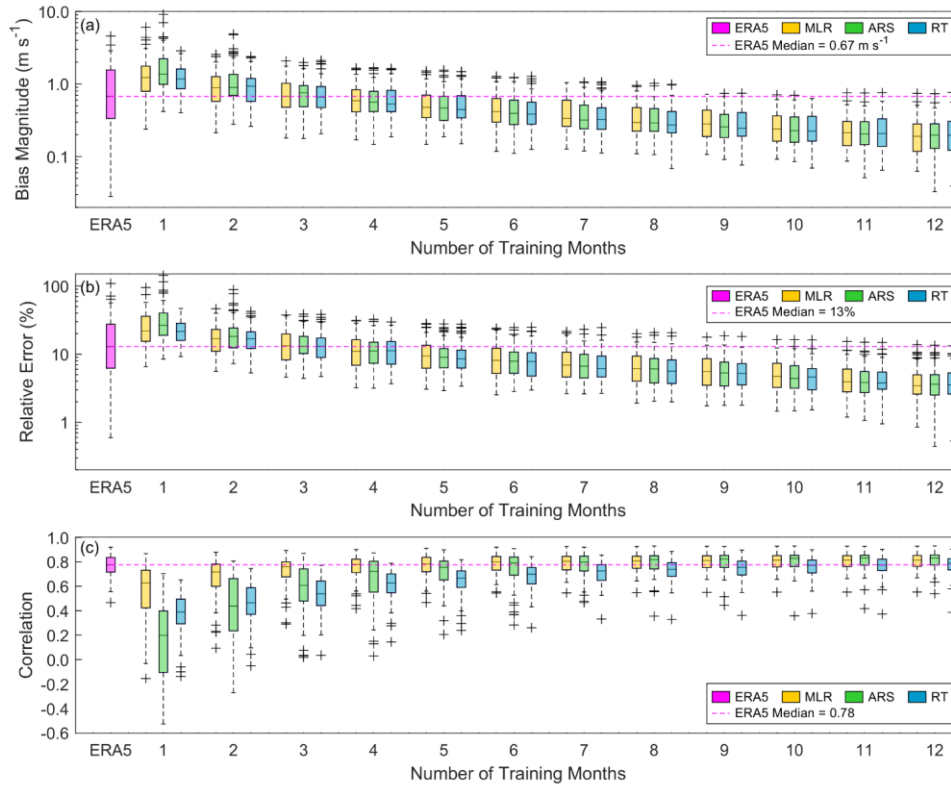 (a)
10.0
1.0
0.1
Bias Magnitude (m s⁻¹)
ERA5 MLR ARS RT
ERA5 Median = 0.67 m s⁻¹
ERA5 1 2 3 4 5 6 7 8 9 10 11 12
Number of Training Months
(b)
100
10
1
Relative Error (%)
ERA5 MLR ARS RT
ERA5 Median = 13%
ERA5 1 2 3 4 5 6 7 8 9 10 11 12
Number of Training Months
(c)
1.0
0.8
0.6
0.4
0.2
0.0
-0.2
-0.4
-0.6
Correlation
ERA5 MLR ARS RT
ERA5 Median = 0.78
ERA5 1 2 3 4 5 6 7 8 9 10 11 12
Number of Training Months